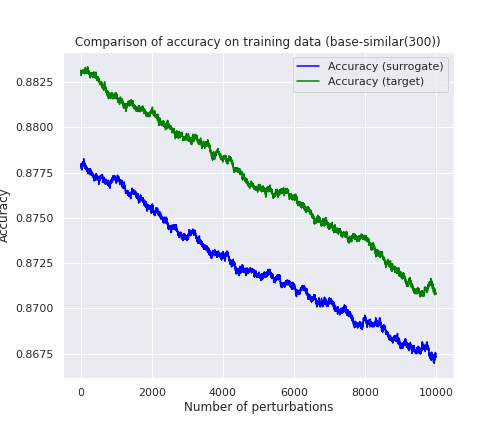 Comparison of accuracy on training data (base-similar(300))
Accuracy (surrogate)
Accuracy (target)
0.8825
0.8800
0.8775
0.8750
0.8725
0.8700
0.8675
Accuracy
0
2000
4000
6000
8000
10000
Number of perturbations